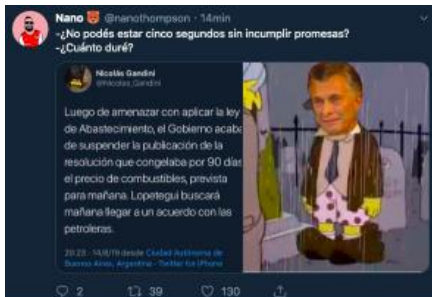 Nano @nanothompson · 14min
-¿No podés estar cinco segundos sin incumplir promesas?
-¿Cuánto duré?
Nicolás Gandini
@Nicolas_Gandini
Luego de amenazar con aplicar la ley
de Abastecimiento, el Gobierno acaba
de suspender la publicación de la
resolución que congelaba por 90 días
el precio de combustibles, prevista
para mañana. Lopetegui buscará
mañana llegar a un acuerdo con las
petroleras.
20:23 · 14/8/19 desde Ciudad Autónoma de
Buenos Aires, Argentina · Twitter for iPhone
2 39 130